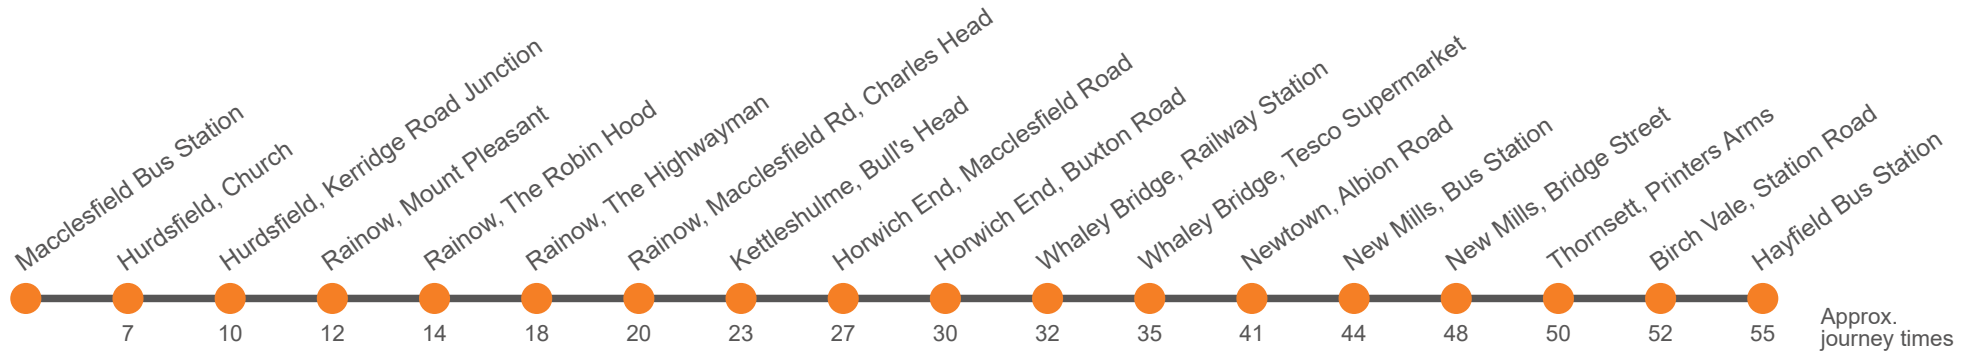 Macclesfield Bus Station
Hurdsfield, Church
Hurdsfield, Kerridge Road Junction
Rainow, Mount Pleasant
Rainow, The Robin Hood
Rainow, The Highwayman
Rainow, Macclesfield Rd, Charles Head
Kettleshulme, Bull's Head
Horwich End, Macclesfield Road
Horwich End, Buxton Road
Whaley Bridge, Railway Station
Whaley Bridge, Tesco Supermarket
Newtown, Albion Road
New Mills, Bus Station
New Mills, Bridge Street
Thornsett, Printers Arms
Birch Vale, Station Road
Hayfield Bus Station
7 10 12 14 18 20 23 27 30 32 35 41 44 48 50 52 55
Approx.
journey times